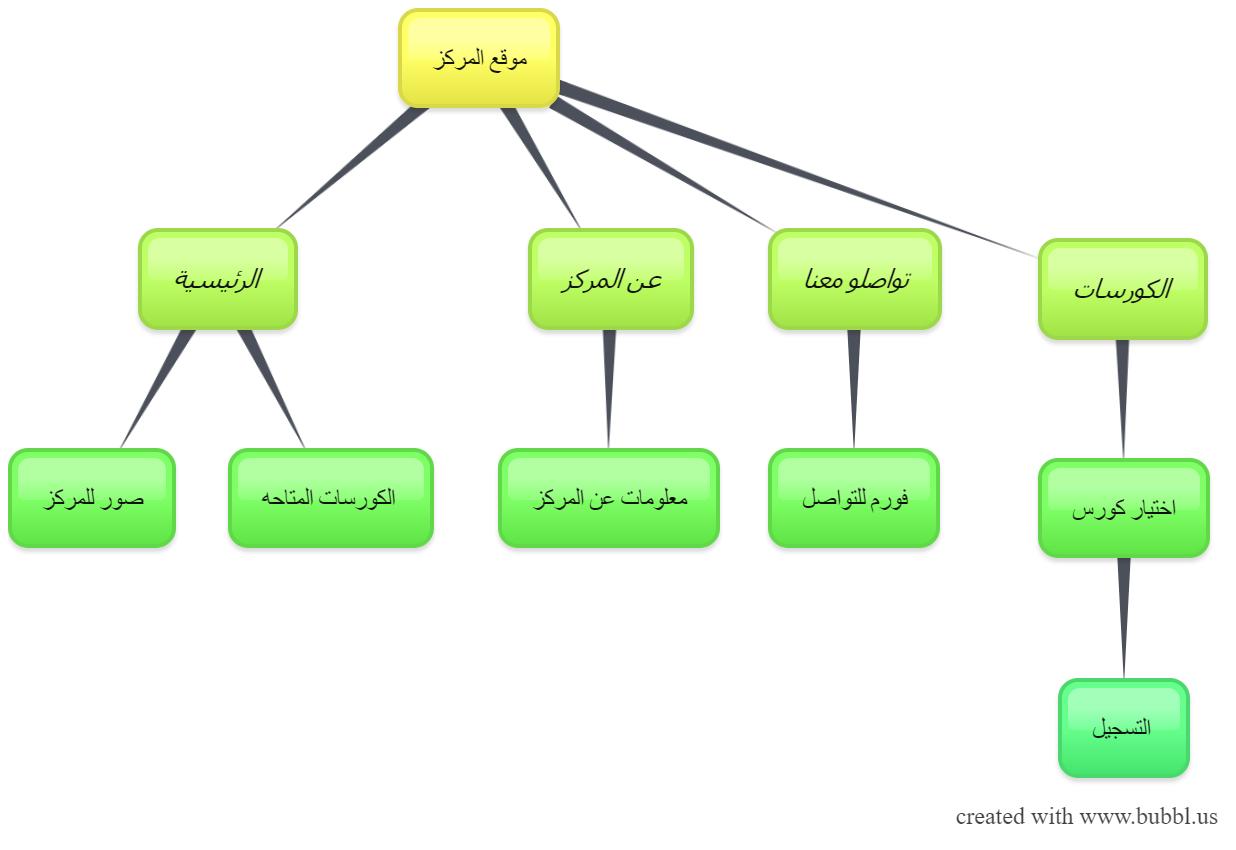 موقع المركز
الرئيسية
عن المركز
تواصلو معنا
الكورسات
صور للمركز
الكورسات المتاحه
معلومات عن المركز
فورم للتواصل
اختيار كورس
التسجيل
created with www.bubbl.us